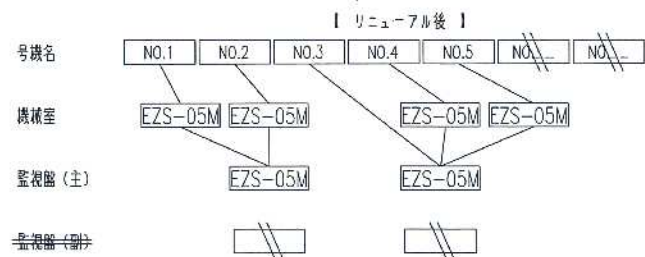 【 リニューアル後 】
号機名 NO.1 NO.2 NO.3 NO.4 NO.5 NO. NO.
機械室 EZS-05M EZS-05M EZS-05M EZS-05M
監視盤（主） EZS-05M EZS-05M
監視盤（副）